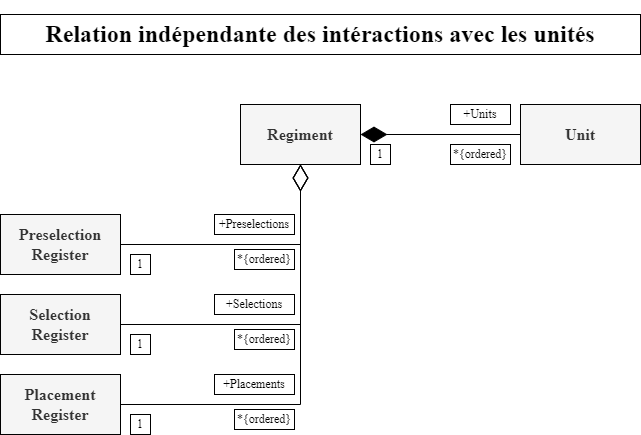 Relation indépendante des intéractions avec les unités
+Units
Regiment
Unit
1
*{ordered}
+Preselections
Preselection
Register
*{ordered}
1
+Selections
Selection
Register
*{ordered}
1
+Placements
Placement
Register
*{ordered}
1